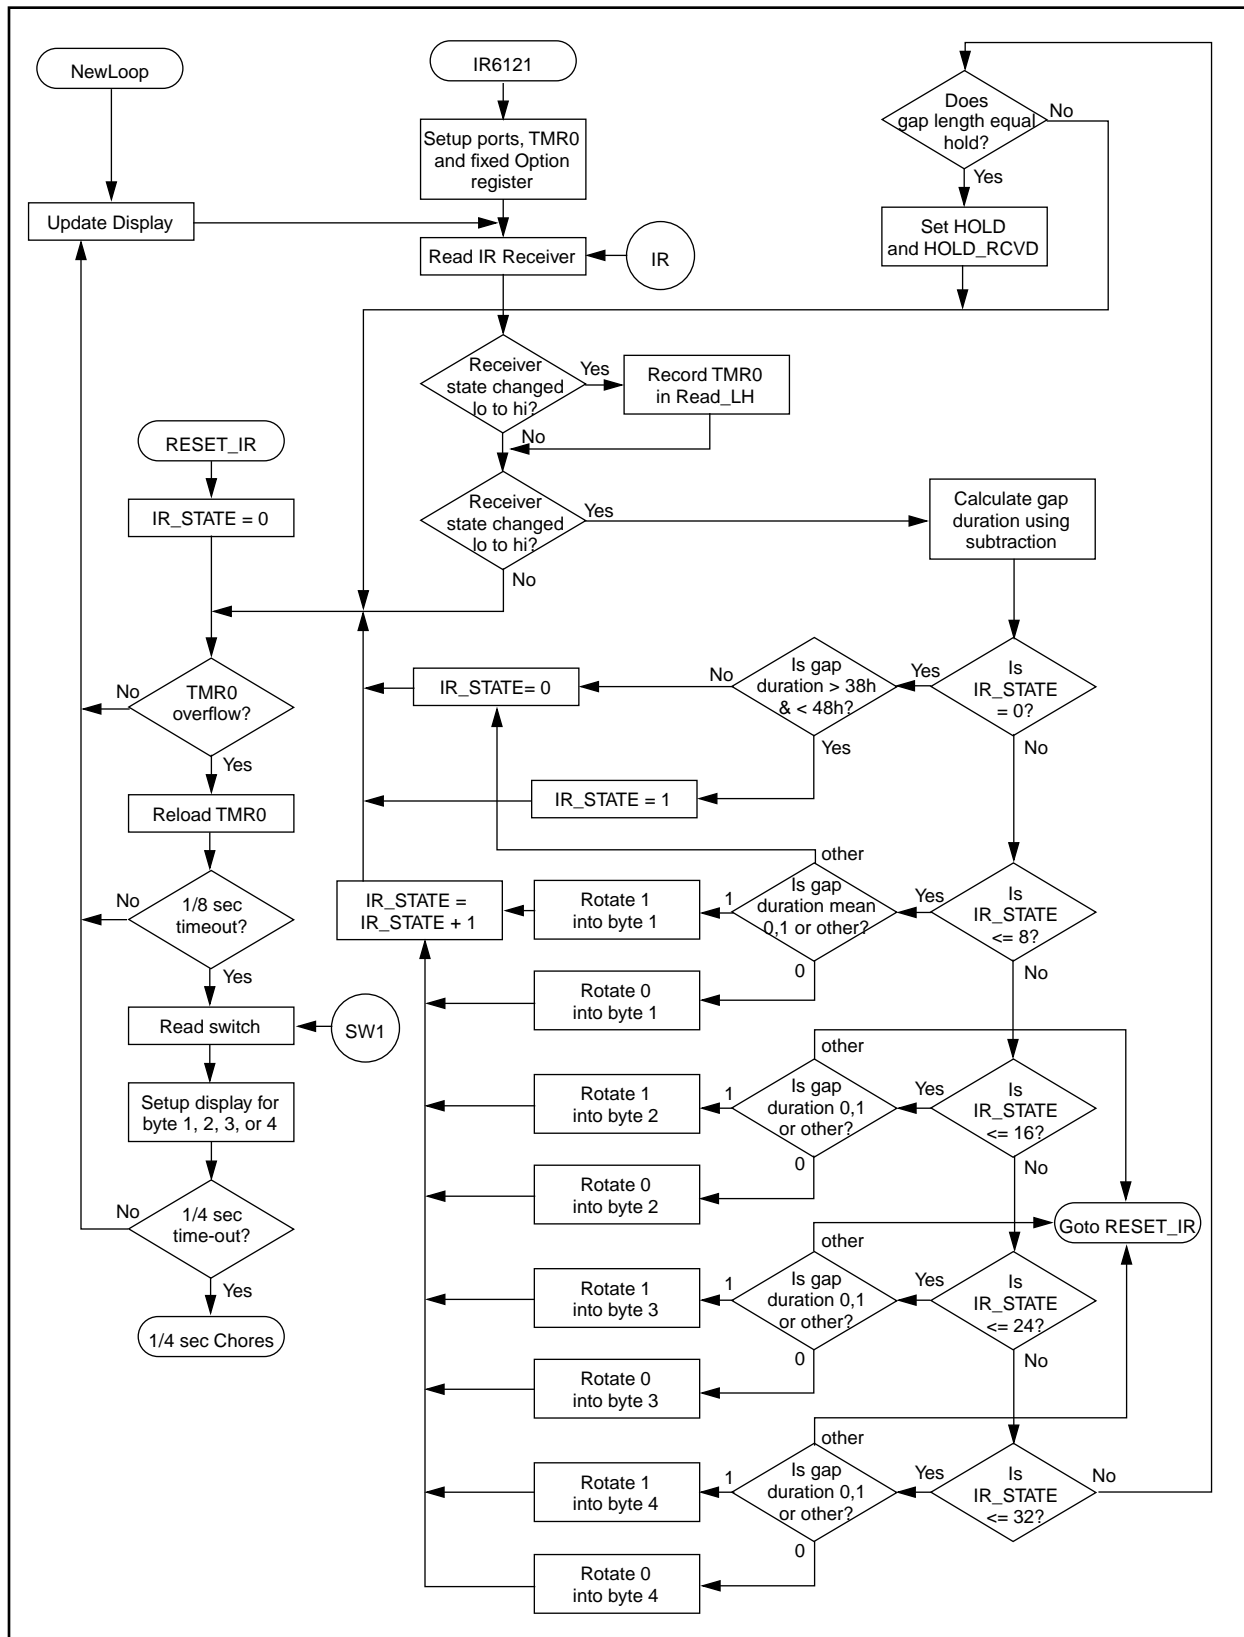 NewLoop
IR6121
Does
gap length equal
hold?
No
Yes
Setup ports, TMR0
and fixed Option
register
Update Display
Set HOLD
and HOLD_RCVD
Read IR Receiver
IR
Receiver
state changed
lo to hi?
Yes
Record TMR0
in Read_LH
No
RESET_IR
IR_STATE = 0
Receiver
state changed
lo to hi?
Yes
Calculate gap
duration using
subtraction
No
TMR0
overflow?
No
Yes
IR_STATE= 0
No
Is gap
duration > 38h
& < 48h?
Yes
Is
IR_STATE
= 0?
Yes
No
Reload TMR0
IR_STATE = 1
1/8 sec
timeout?
No
Yes
IR_STATE =
IR_STATE + 1
Rotate 1
into byte 1
1
other
Is gap
duration mean
0,1 or other?
0
Yes
Is
IR_STATE
<= 8?
No
Rotate 0
into byte 1
Read switch
SW1
Setup display for
byte 1, 2, 3, or 4
Rotate 1
into byte 2
1
other
Is gap
duration 0,1
or other?
0
Yes
Is
IR_STATE
<= 16?
No
Rotate 0
into byte 2
1/4 sec
time-out?
No
Yes
Goto RESET_IR
1/4 sec Chores
Rotate 1
into byte 3
1
other
Is gap
duration 0,1
or other?
0
Yes
Is
IR_STATE
<= 24?
No
Rotate 0
into byte 3
Rotate 1
into byte 4
1
other
Is gap
duration 0,1
or other?
0
Yes
Is
IR_STATE
<= 32?
No
Rotate 0
into byte 4